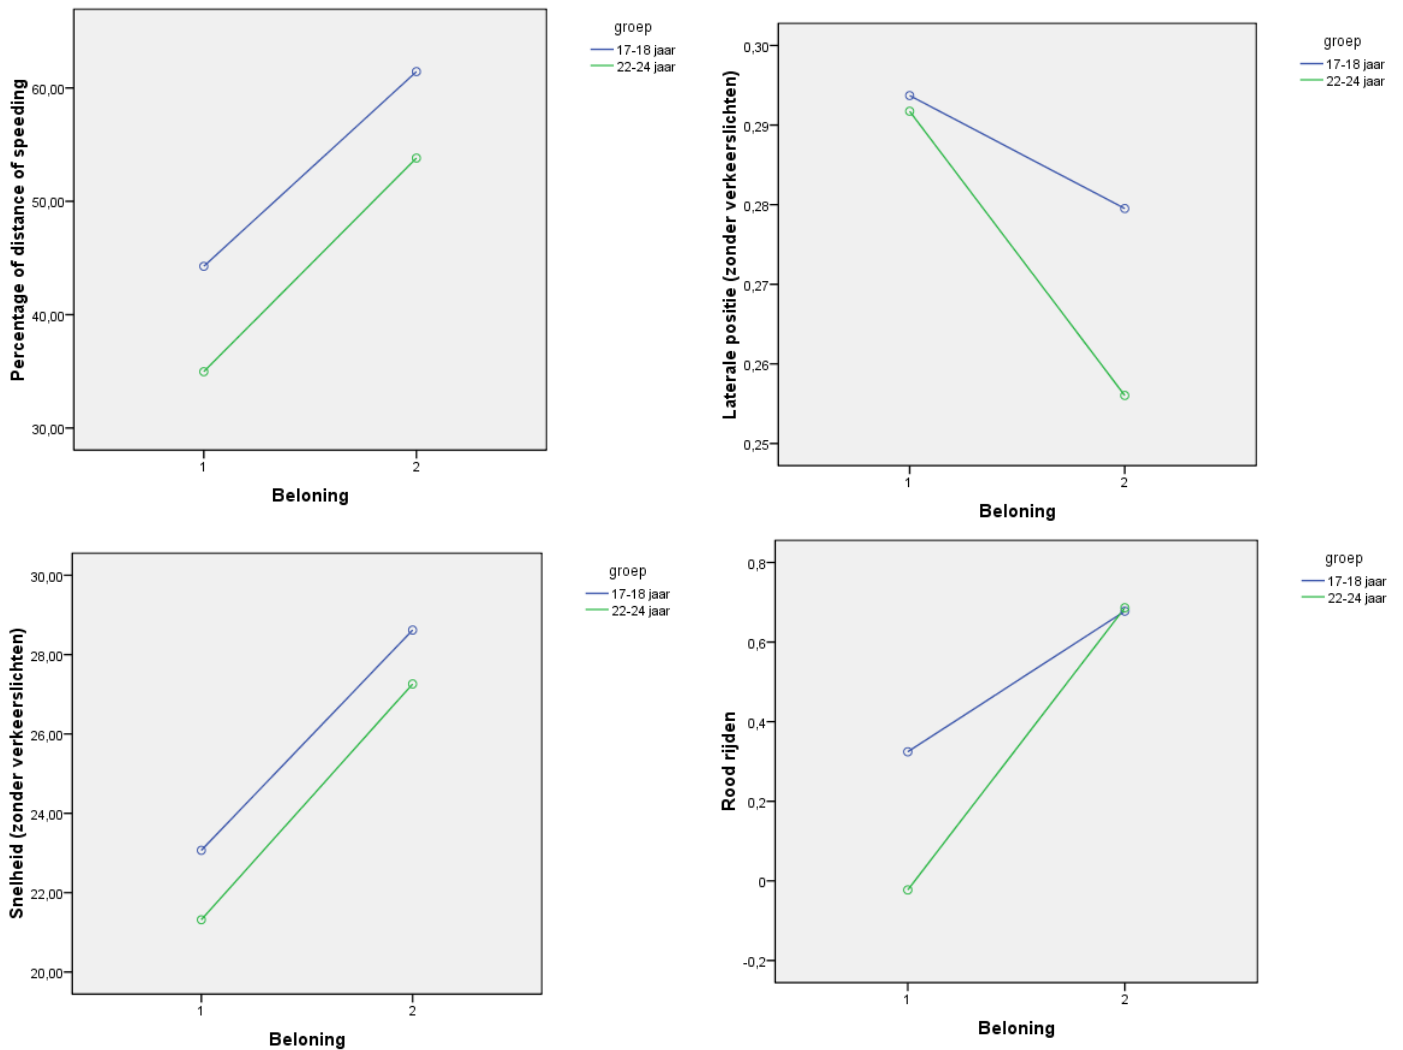 Percentage of distance of speeding
60,00
50,00
40,00
30,00
1
2
Beloning
groep
17-18 jaar
22-24 jaar
Laterale positie (zonder verkeerslichten)
0,30
0,29
0,28
0,27
0,26
0,25
1
2
Beloning
groep
17-18 jaar
22-24 jaar
Snelheid (zonder verkeerslichten)
30,00
28,00
26,00
24,00
22,00
20,00
1
2
Beloning
groep
17-18 jaar
22-24 jaar
Rood rijden
0,8
0,6
0,4
0,2
0
-0,2
1
2
Beloning
groep
17-18 jaar
22-24 jaar